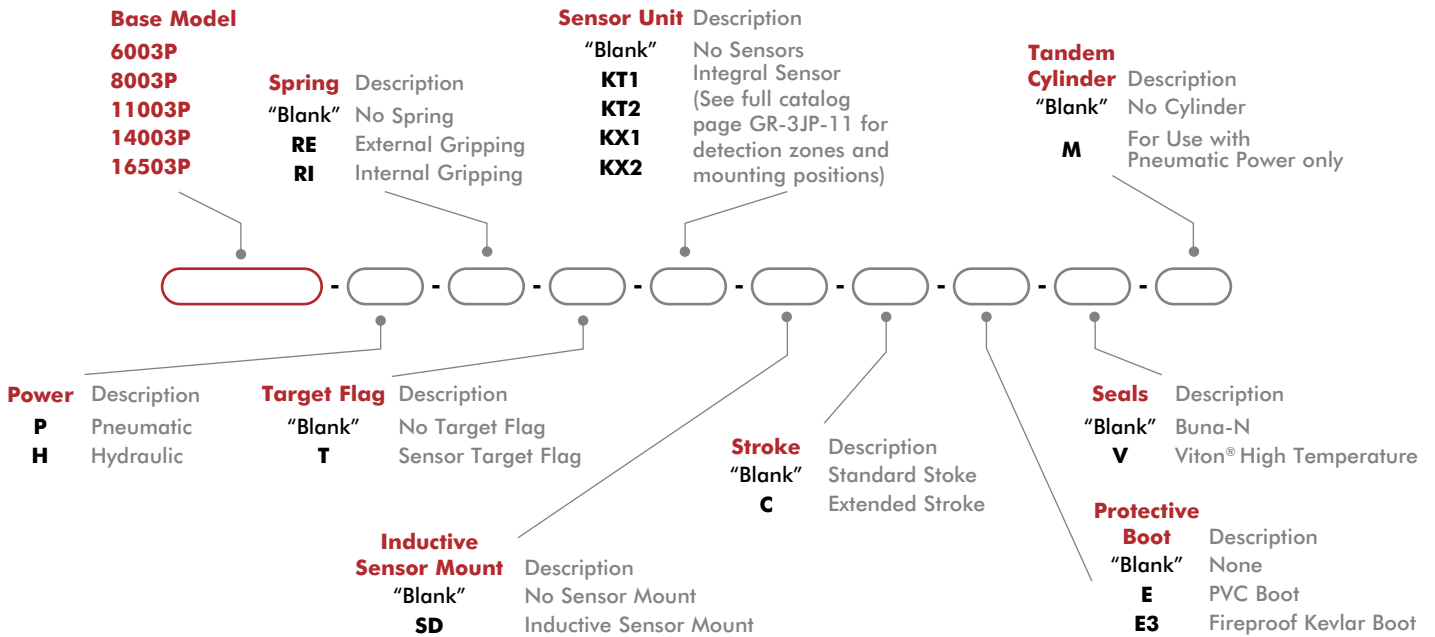 Base Model
6003P
8003P
11003P
14003P
16503P
Spring Description
"Blank" No Spring
RE External Gripping
RI Internal Gripping
Sensor Unit Description
"Blank" No Sensors
KT1 Integral Sensor
KT2 (See full catalog
KX1 page GR-3JP-11 for
KX2 detection zones and
mounting positions)
Tandem
Cylinder Description
"Blank" No Cylinder
M For Use with
Pneumatic Power only
- - - - - - - - -
Power Description
P Pneumatic
H Hydraulic
Target Flag Description
"Blank" No Target Flag
T Sensor Target Flag
Inductive
Sensor Mount Description
"Blank" No Sensor Mount
SD Inductive Sensor Mount
Stroke Description
"Blank" Standard Stoke
C Extended Stroke
Seals Description
"Blank" Buna-N
V Viton® High Temperature
Protective
Boot Description
"Blank" None
E PVC Boot
E3 Fireproof Kevlar Boot